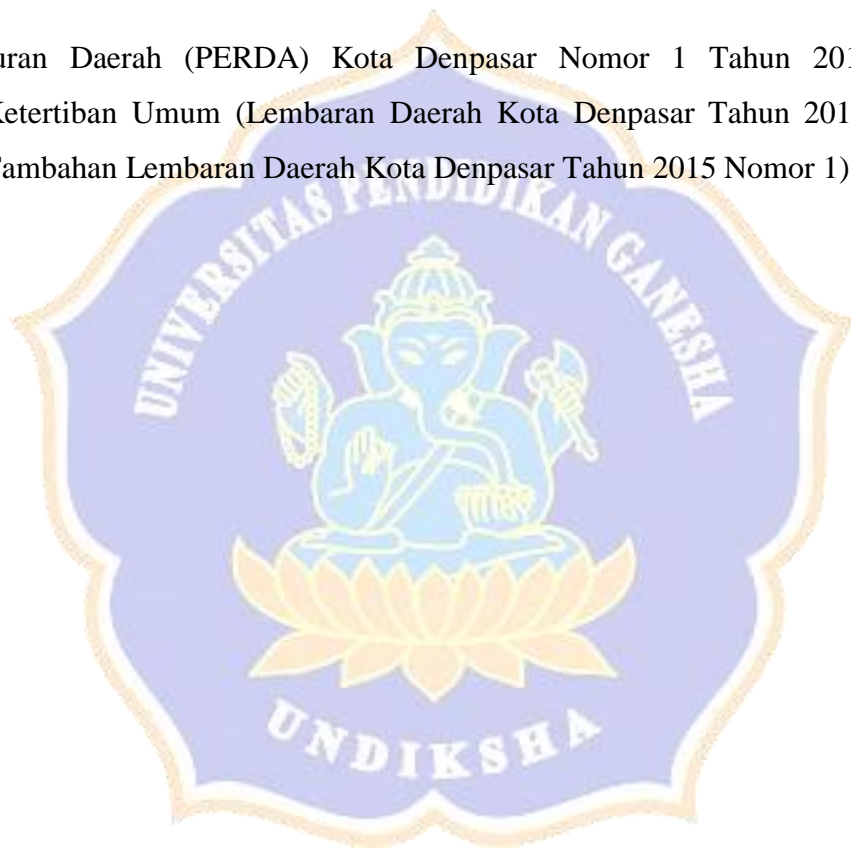 uran Daerah (PERDA) Kota Denpasar Nomor 1 Tahun 201
Ketertiban Umum (Lembaran Daerah Kota Denpasar Tahun 201
Tambahan Lembaran Daerah Kota Denpasar Tahun 2015 Nomor 1)
UNIVERSITAS PENDIDIKAN GANESHA
UNDIKSHA